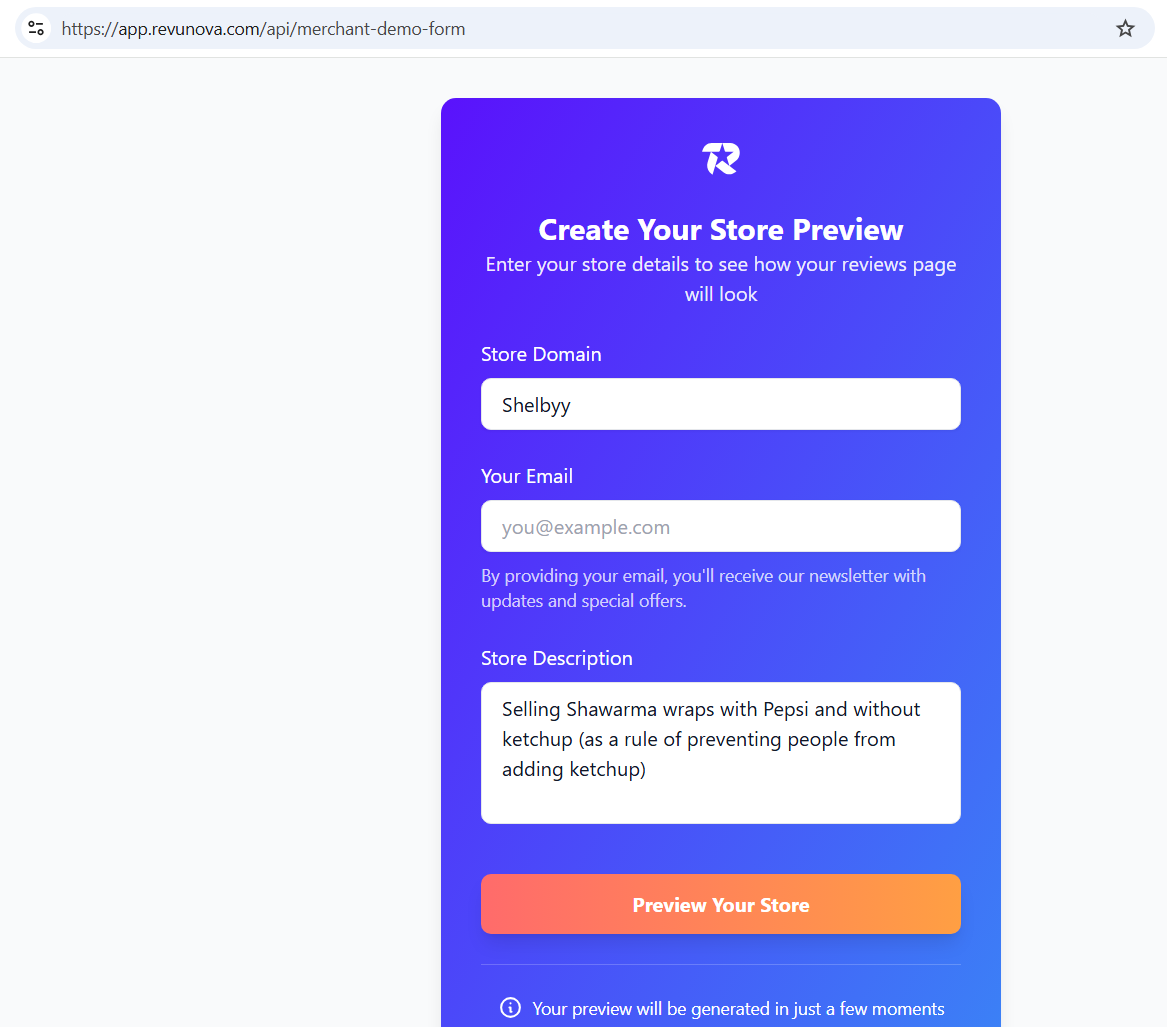 https://app.revunova.com/api/merchant-demo-form
Create Your Store Preview
Enter your store details to see how your reviews page
will look
Store Domain
Shelbyy
Your Email
you@example.com
By providing your email, you'll receive our newsletter with
updates and special offers.
Store Description
Selling Shawarma wraps with Pepsi and without
ketchup (as a rule of preventing people from
adding ketchup)
Preview Your Store
Your preview will be generated in just a few moments